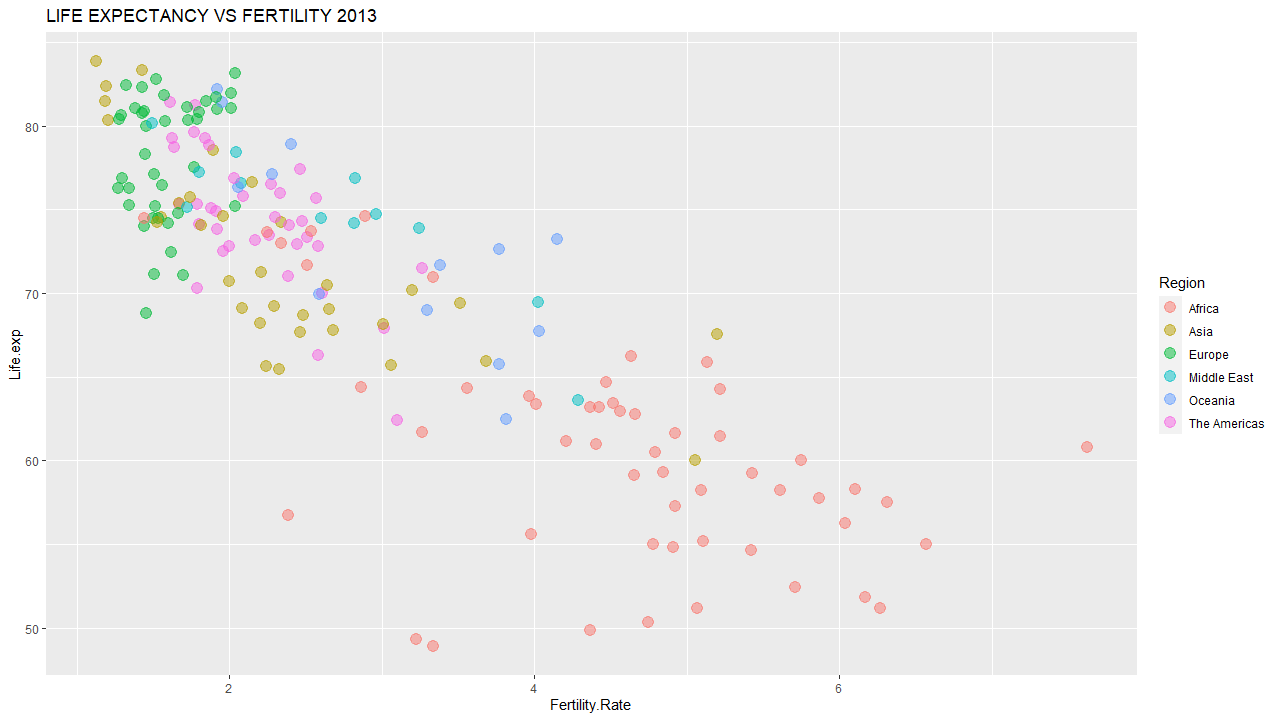 LIFE EXPECTANCY VS FERTILITY 2013
80
70
60
50
Life.exp
2
4
6
Fertility.Rate
Region
Africa
Asia
Europe
Middle East
Oceania
The Americas